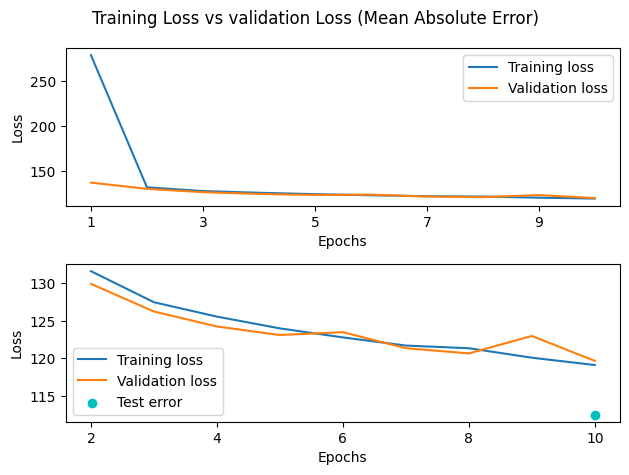 Training Loss vs validation Loss (Mean Absolute Error)
250
200
150
Loss
Training loss
Validation loss
1 3 5 7 9
Epochs
130
125
120
115
Loss
Training loss
Validation loss
Test error
2 4 6 8 10
Epochs